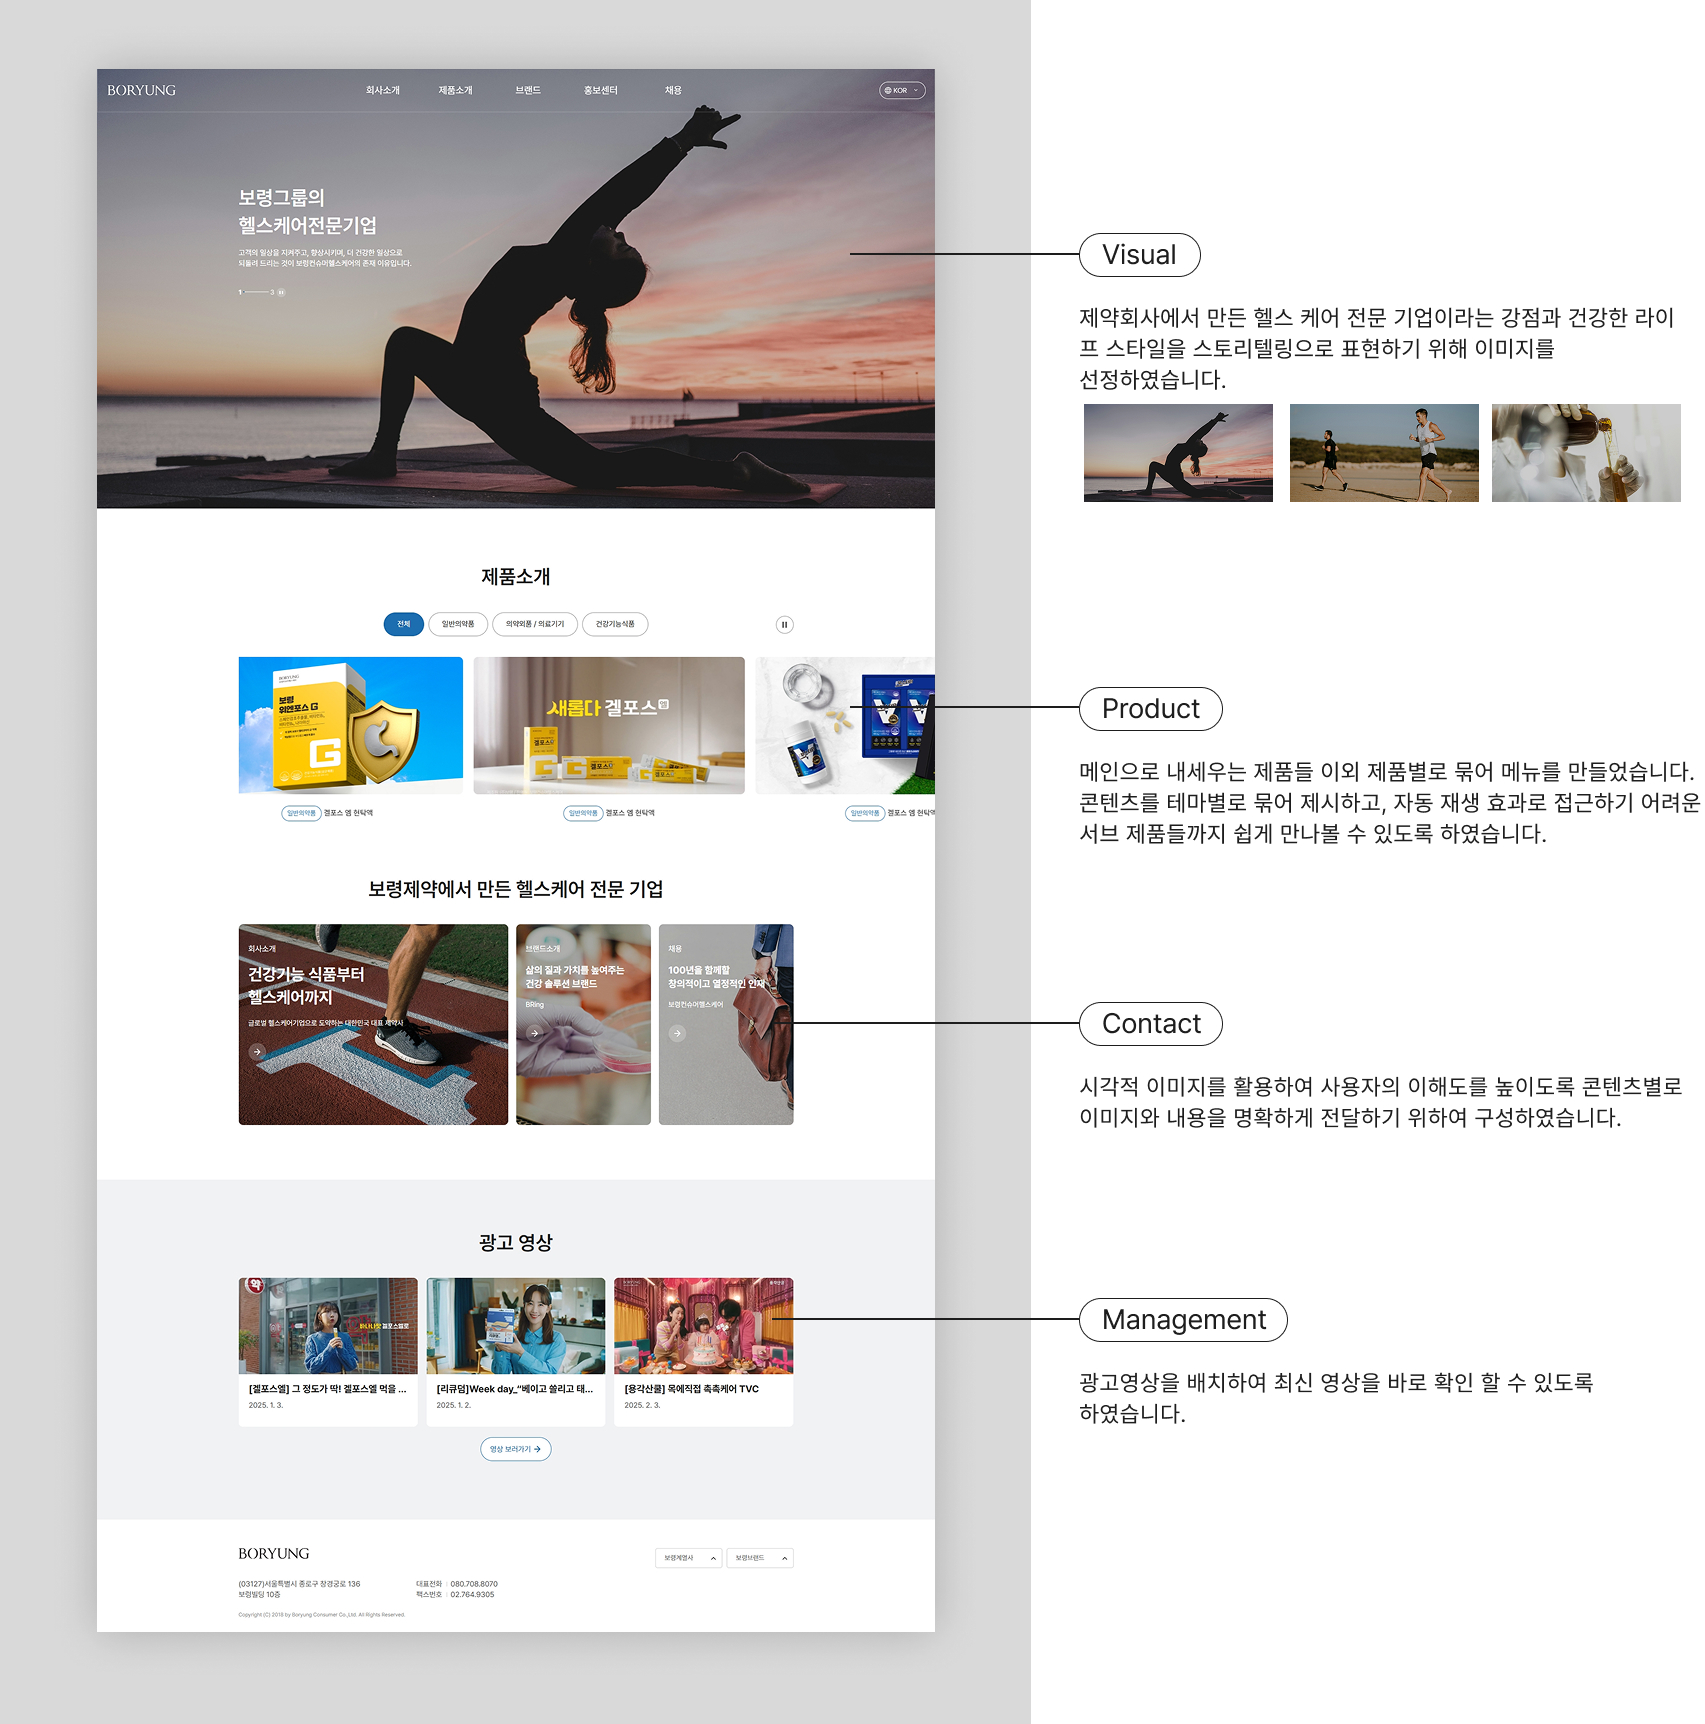 BORYUNG
회사소개 제품소개 브랜드 홍보센터 채용
KOR
보령그룹의
헬스케어전문기업
고객의 일상을 지켜주고, 향상시키며, 더 건강한 일상으로
되돌려 드리는 것이 보령컨슈머헬스케어의 존재 이유입니다.
1 3
Visual
제약회사에서 만든 헬스 케어 전문 기업이라는 강점과 건강한 라이
프 스타일을 스토리텔링으로 표현하기 위해 이미지를
선정하였습니다.
제품소개
전체 일반의약품 의약외품 / 의료기기 건강기능식품
BORYUNG
보령
위엔포스 G
G
새롭다 겔포스엘
겔포스
V
일반의약품 겔포스 엠 현탁액
일반의약품 겔포스 엠 현탁액
일반의약품 겔포스 엠 현탁액
Product
메인으로 내세우는 제품들 이외 제품별로 묶어 메뉴를 만들었습니다.
콘텐츠를 테마별로 묶어 제시하고, 자동 재생 효과로 접근하기 어려운
서브 제품들까지 쉽게 만나볼 수 있도록 하였습니다.
보령제약에서 만든 헬스케어 전문 기업
회사소개
건강기능 식품부터
헬스케어까지
글로벌 헬스케어기업으로 도약하는 대한민국 대표 제약사
브랜드소개
삶의 질과 가치를 높여주는
건강 솔루션 브랜드
BRing
채용
100년을 함께할
창의적이고 열정적인 인재
보령컨슈머헬스케어
Contact
시각적 이미지를 활용하여 사용자의 이해도를 높이도록 콘텐츠별로
이미지와 내용을 명확하게 전달하기 위하여 구성하였습니다.
광고 영상
약
바나나맛 겔포스엘로
[겔포스엘] 그 정도가 딱! 겔포스엘 먹을 ...
2025. 1. 3.
[리큐덤]Week day_“베이고 쓸리고 태...
2025. 1. 2.
[용각산쿨] 목에직접 촉촉케어 TVC
2025. 2. 3.
영상 보러가기
Management
광고영상을 배치하여 최신 영상을 바로 확인 할 수 있도록
하였습니다.
BORYUNG
보령계열사 보령브랜드
(03127)서울특별시 종로구 창경궁로 136
보령빌딩 10층
대표전화 : 080.708.8070
팩스번호 : 02.764.9305
Copyright (C) 2018 by Boryung Consumer Co.,Ltd. All Rights Reserved.